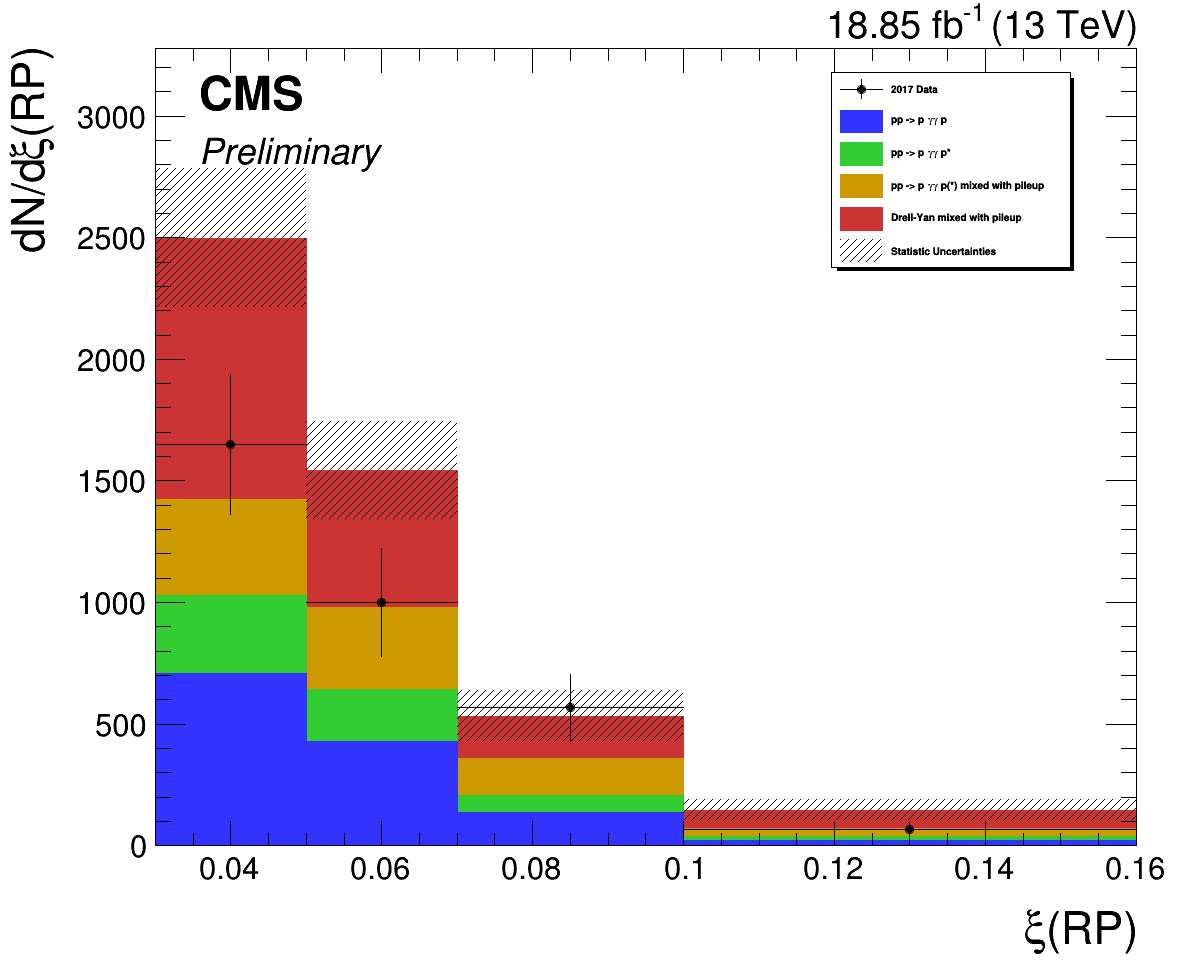 18.85 fb⁻¹ (13 TeV)
dN/dξ(RP)
CMS
Preliminary
2017 Data
pp -> p γγ p
pp -> p γγ p*
pp -> p γγ p(*) mixed with pileup
Drell-Yan mixed with pileup
Statistic Uncertainties
3000
2500
2000
1500
1000
500
0
0.04 0.06 0.08 0.1 0.12 0.14 0.16
ξ(RP)